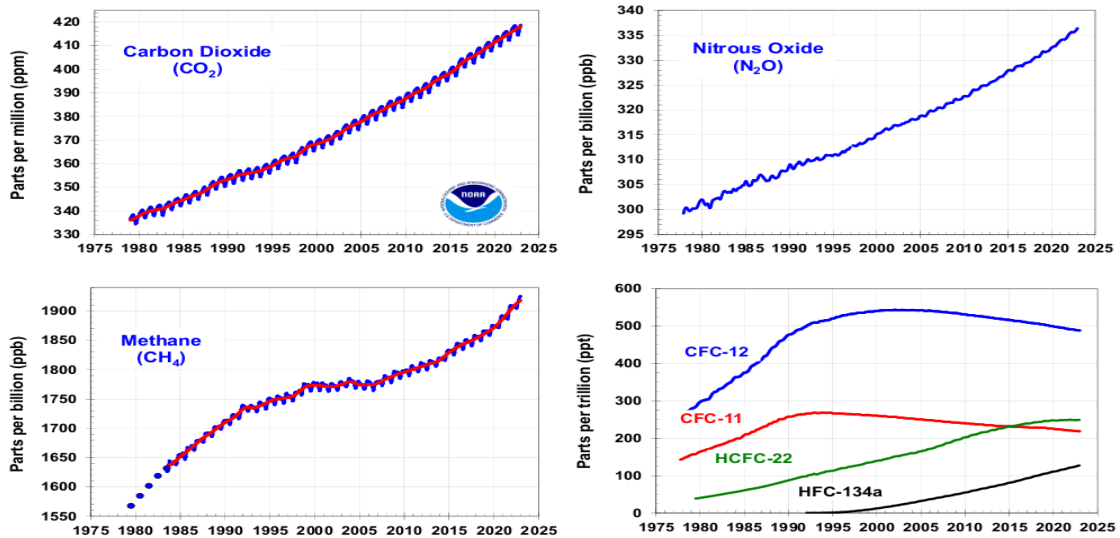 Parts per million (ppm)
420
410
400
390
380
370
360
350
340
330
Carbon Dioxide
(CO₂)
NOAA
1975 1980 1985 1990 1995 2000 2005 2010 2015 2020 2025
Parts per billion (ppb)
340
335
330
325
320
315
310
305
300
295
Nitrous Oxide
(N₂O)
1975 1980 1985 1990 1995 2000 2005 2010 2015 2020 2025
Parts per billion (ppb)
1900
1850
1800
1750
1700
1650
1600
1550
Methane
(CH₄)
1975 1980 1985 1990 1995 2000 2005 2010 2015 2020 2025
Parts per trillion (ppt)
600
500
400
300
200
100
0
CFC-12
CFC-11
HCFC-22
HFC-134a
1975 1980 1985 1990 1995 2000 2005 2010 2015 2020 2025